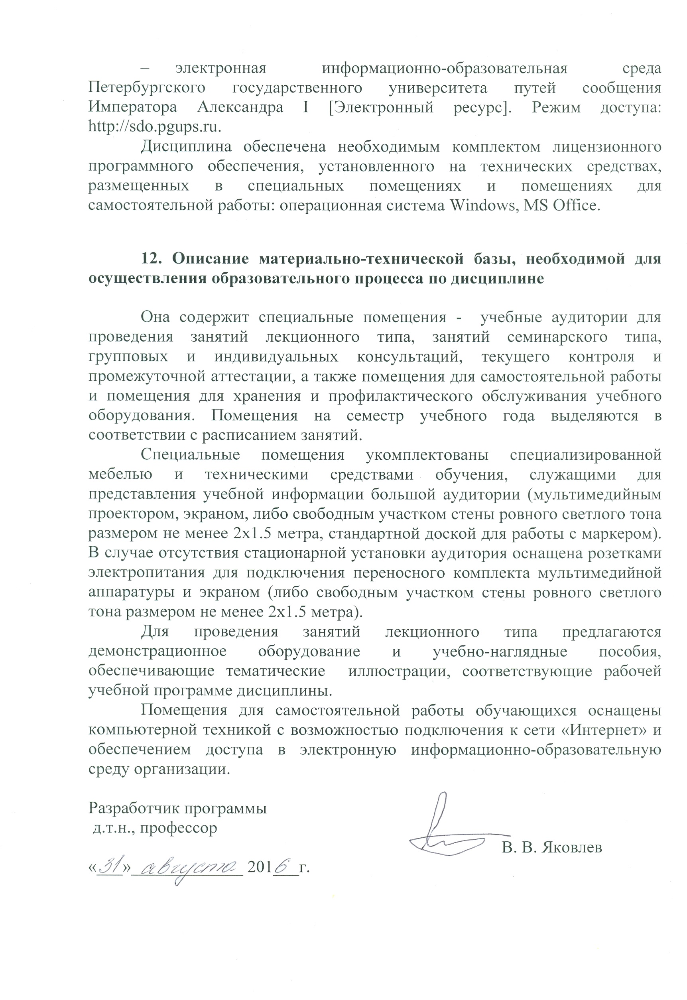 – электронная информационно-образовательная среда
Петербургского государственного университета путей сообщения
Императора Александра I [Электронный ресурс]. Режим доступа:
http://sdo.pgups.ru.
Дисциплина обеспечена необходимым комплектом лицензионного
программного обеспечения, установленного на технических средствах,
размещенных в специальных помещениях и помещениях для
самостоятельной работы: операционная система Windows, MS Office.
12. Описание материально-технической базы, необходимой для
осуществления образовательного процесса по дисциплине
Она содержит специальные помещения - учебные аудитории для
проведения занятий лекционного типа, занятий семинарского типа,
групповых и индивидуальных консультаций, текущего контроля и
промежуточной аттестации, а также помещения для самостоятельной работы
и помещения для хранения и профилактического обслуживания учебного
оборудования. Помещения на семестр учебного года выделяются в
соответствии с расписанием занятий.
Специальные помещения укомплектованы специализированной
мебелью и техническими средствами обучения, служащими для
представления учебной информации большой аудитории (мультимедийным
проектором, экраном, либо свободным участком стены ровного светлого тона
размером не менее 2х1.5 метра, стандартной доской для работы с маркером).
В случае отсутствия стационарной установки аудитория оснащена розетками
электропитания для подключения переносного комплекта мультимедийной
аппаратуры и экраном (либо свободным участком стены ровного светлого
тона размером не менее 2х1.5 метра).
Для проведения занятий лекционного типа предлагаются
демонстрационное оборудование и учебно-наглядные пособия,
обеспечивающие тематические иллюстрации, соответствующие рабочей
учебной программе дисциплины.
Помещения для самостоятельной работы обучающихся оснащены
компьютерной техникой с возможностью подключения к сети «Интернет» и
обеспечением доступа в электронную информационно-образовательную
среду организации.
Разработчик программы
д.т.н., профессор
В. В. Яковлев
«31» августа 2016 г.